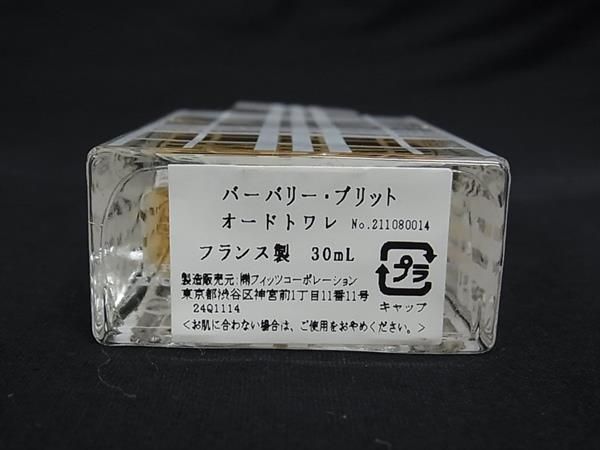 バーバリー・ブリット
オードトワレ No.211080014
フランス製 30mL
製造販売元:㈱フィッツコーポレーション
東京都渋谷区神宮前1丁目11番11号
24Q1114
プラ
キャップ
<お肌に合わない場合は、ご使用をおやめください。>